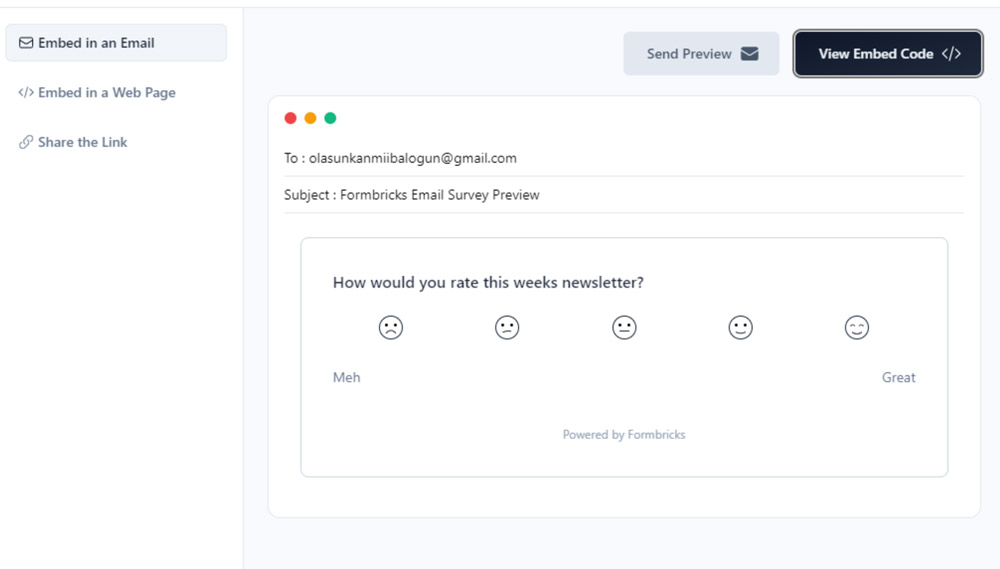 Embed in an Email
</> Embed in a Web Page
Share the Link
Send Preview
View Embed Code </>
To : olasunkanmiibalogun@gmail.com
Subject : Formbricks Email Survey Preview
How would you rate this weeks newsletter?
Meh
Great
Powered by Formbricks